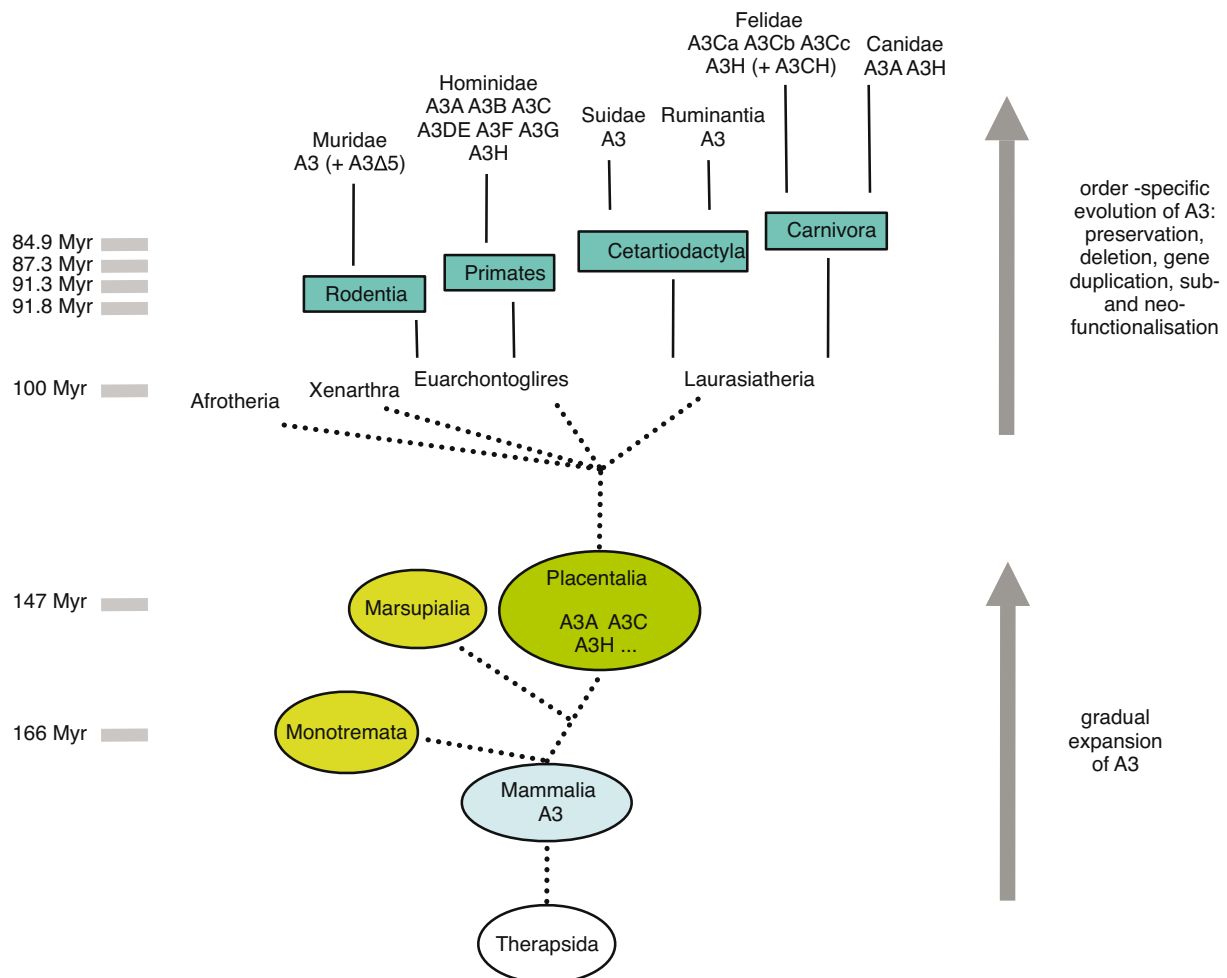 Felidae
A3Ca A3Cb A3Cc
A3H (+ A3CH)
Canidae
A3A A3H
Hominidae
A3A A3B A3C
A3DE A3F A3G
A3H
Suidae
A3
Ruminantia
A3
Muridae
A3 (+ A3Δ5)
order -specific
evolution of A3:
preservation,
deletion, gene
duplication, sub-
and neo-
functionalisation
84.9 Myr
87.3 Myr
91.3 Myr
91.8 Myr
Carnivora
Cetartiodactyla
Primates
Rodentia
100 Myr
Afrotheria
Xenarthra
Euarchontoglires
Laurasiatheria
147 Myr
Marsupialia
Placentalia
A3A A3C
A3H ...
166 Myr
Monotremata
gradual
expansion
of A3
Mammalia
A3
Therapsida